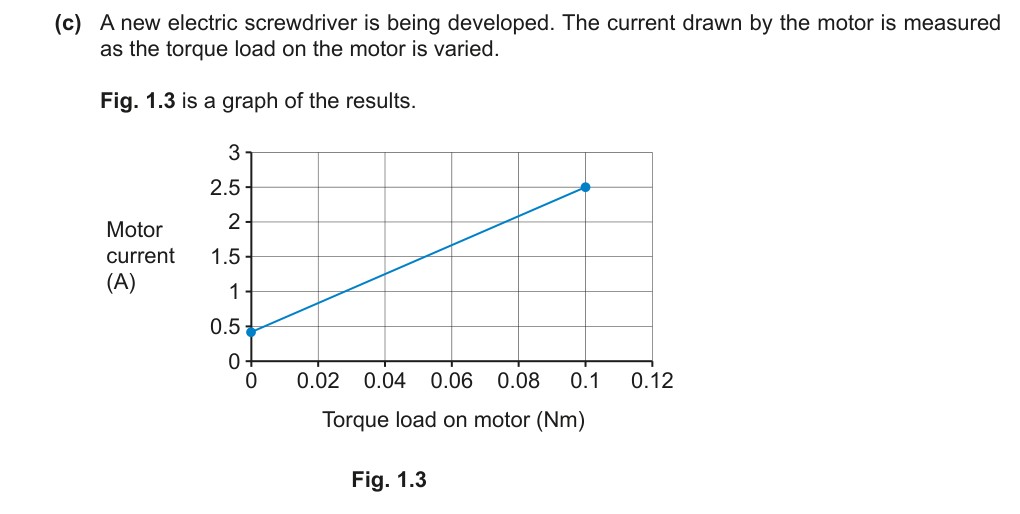 (c) A new electric screwdriver is being developed. The current drawn by the motor is measured
as the torque load on the motor is varied.
Fig. 1.3 is a graph of the results.
3
2.5
2
1.5
1
0.5
0
Motor
current
(A)
0 0.02 0.04 0.06 0.08 0.1 0.12
Torque load on motor (Nm)
Fig. 1.3